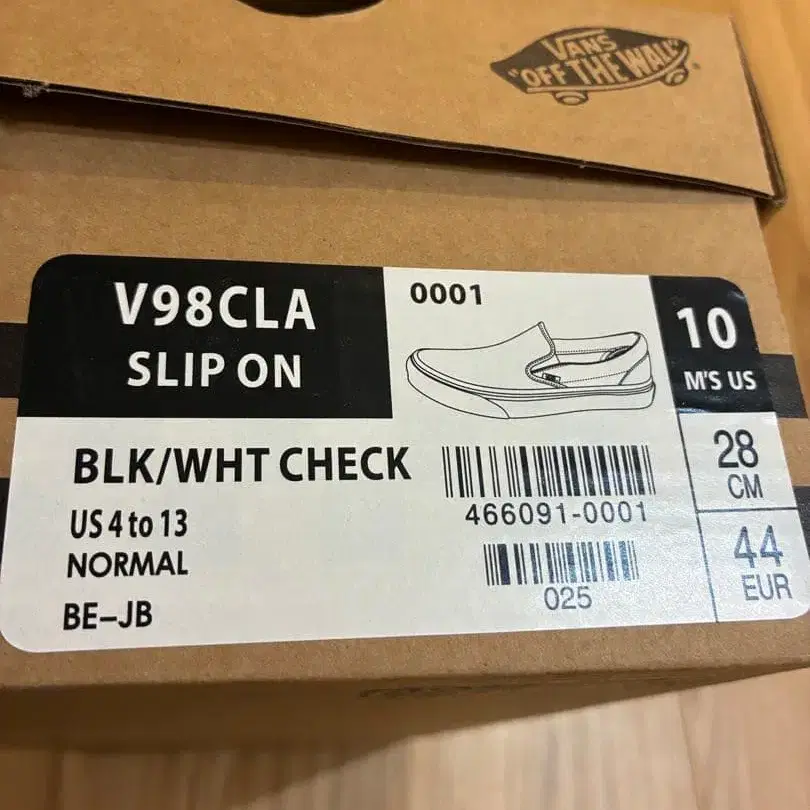 VANS
"OFF THE WALL"
V98CLA
SLIP ON
0001
10
M'S US
BLK/WHT CHECK
US 4 to 13
NORMAL
BE-JB
466091-0001
025
28
CM
44
EUR